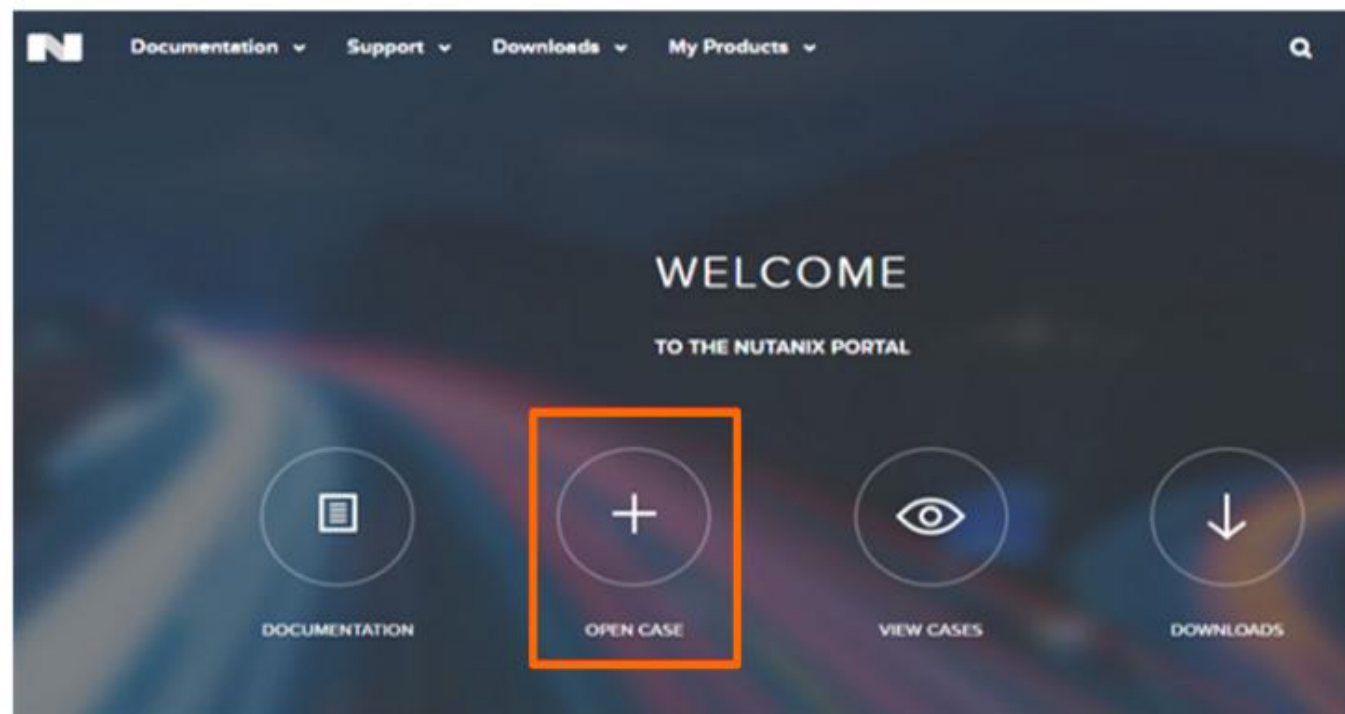 Documentation Support Downloads My Products
WELCOME
TO THE NUTANIX PORTAL
DOCUMENTATION OPEN CASE VIEW CASES DOWNLOADS